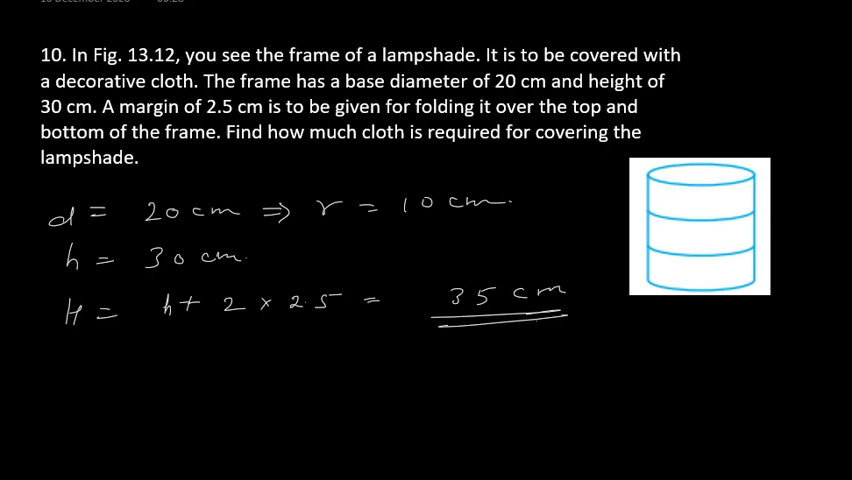 10. In Fig. 13.12, you see the frame of a lampshade. It is to be covered with
a decorative cloth. The frame has a base diameter of 20 cm and height of
30 cm. A margin of 2.5 cm is to be given for folding it over the top and
bottom of the frame. Find how much cloth is required for covering the
lampshade.
d = 20 cm ⇒ r = 10 cm.
h = 30 cm.
H = h + 2 × 2.5 = 35 cm